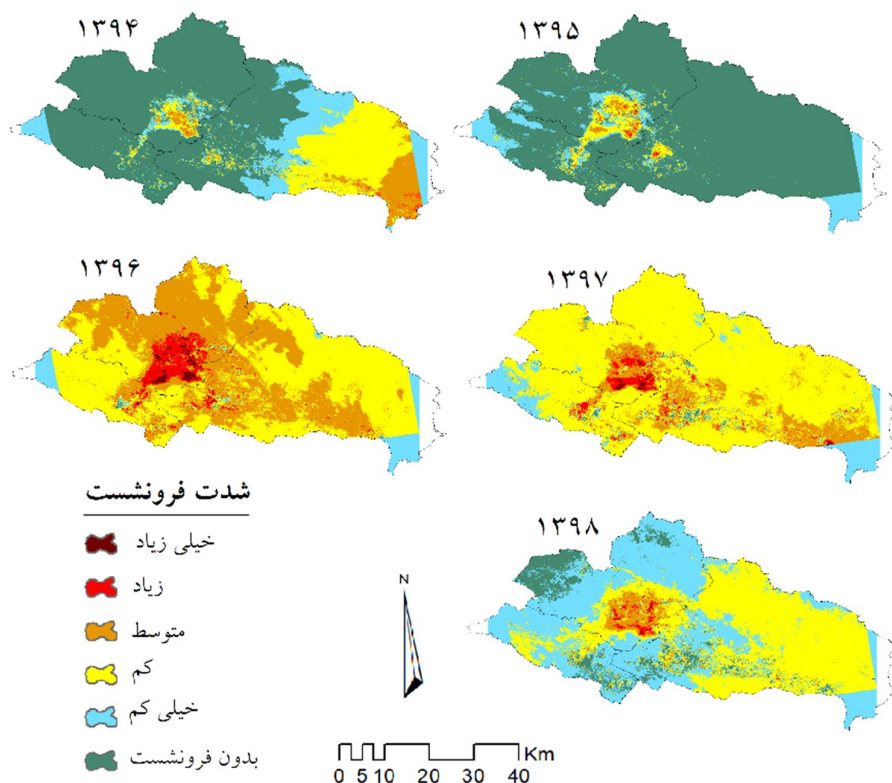 ۱۳۹۴
۱۳۹۵
۱۳۹۶
۱۳۹۷
شدت فرونشست
خیلی زیاد
زیاد
متوسط
کم
خیلی کم
بدون فرونشست
۱۳۹۸
N
Km
0 5 10 20 30 40